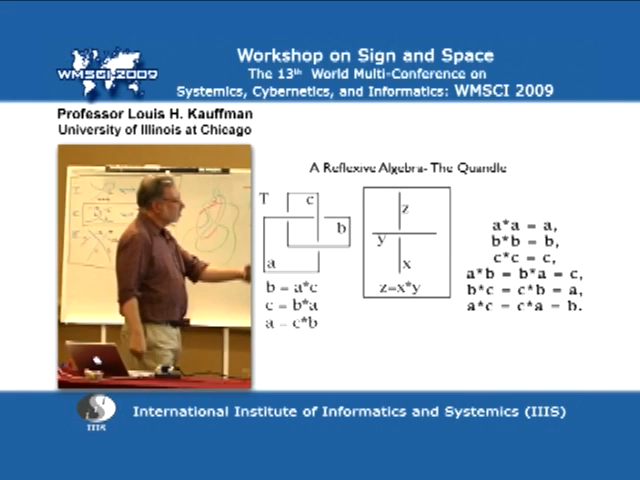 Workshop on Sign and Space
The 13th World Multi-Conference on
Systemics, Cybernetics, and Informatics: WMSCI 2009
WMSCI 2009
Professor Louis H. Kauffman
University of Illinois at Chicago
A Reflexive Algebra- The Quandle
T
c
b
a
b = a*c
c = b*a
a = c*b
z
y
x
z=x*y
a*a = a,
b*b = b,
c*c = c,
a*b = b*a = c,
b*c = c*b = a,
a*c = c*a = b.
IIIS
International Institute of Informatics and Systemics (IIIS)